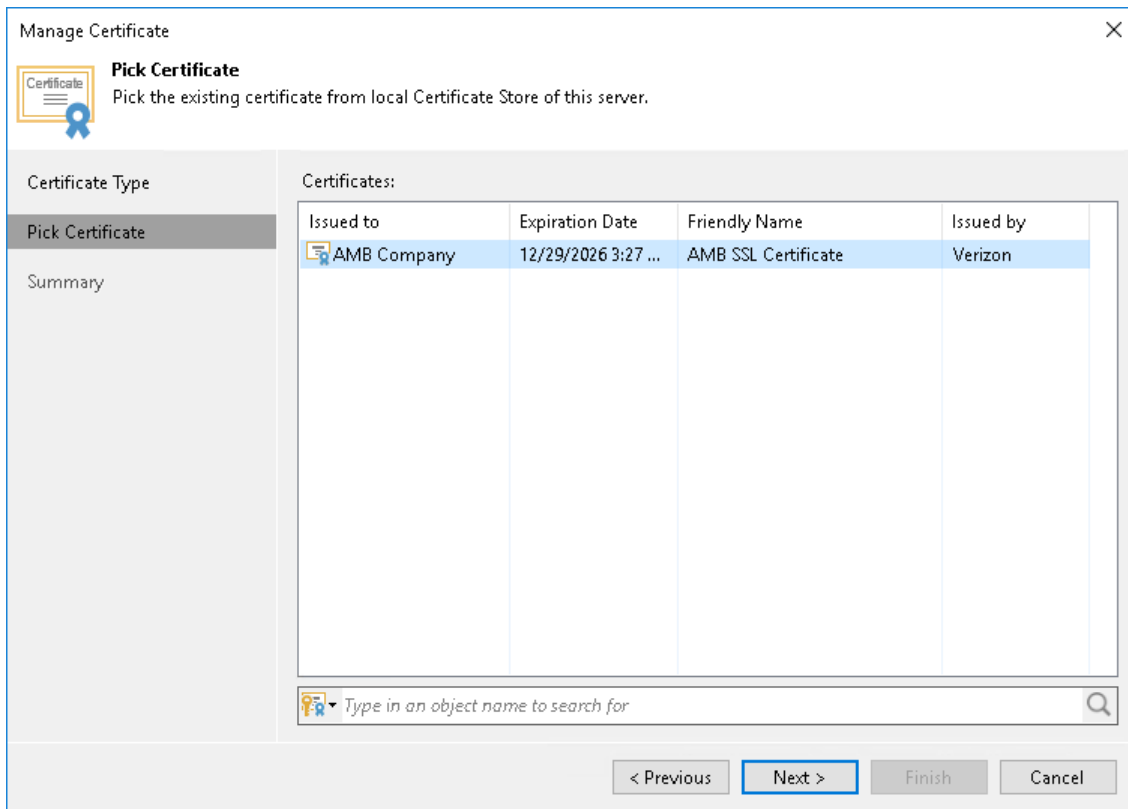 Manage Certificate
Certificate
Pick Certificate
Pick the existing certificate from local Certificate Store of this server.
Certificate Type
Pick Certificate
Summary
Certificates:
Issued to Expiration Date Friendly Name Issued by
AMB Company 12/29/2026 3:27 ... AMB SSL Certificate Verizon
Type in an object name to search for
< Previous Next > Finish Cancel